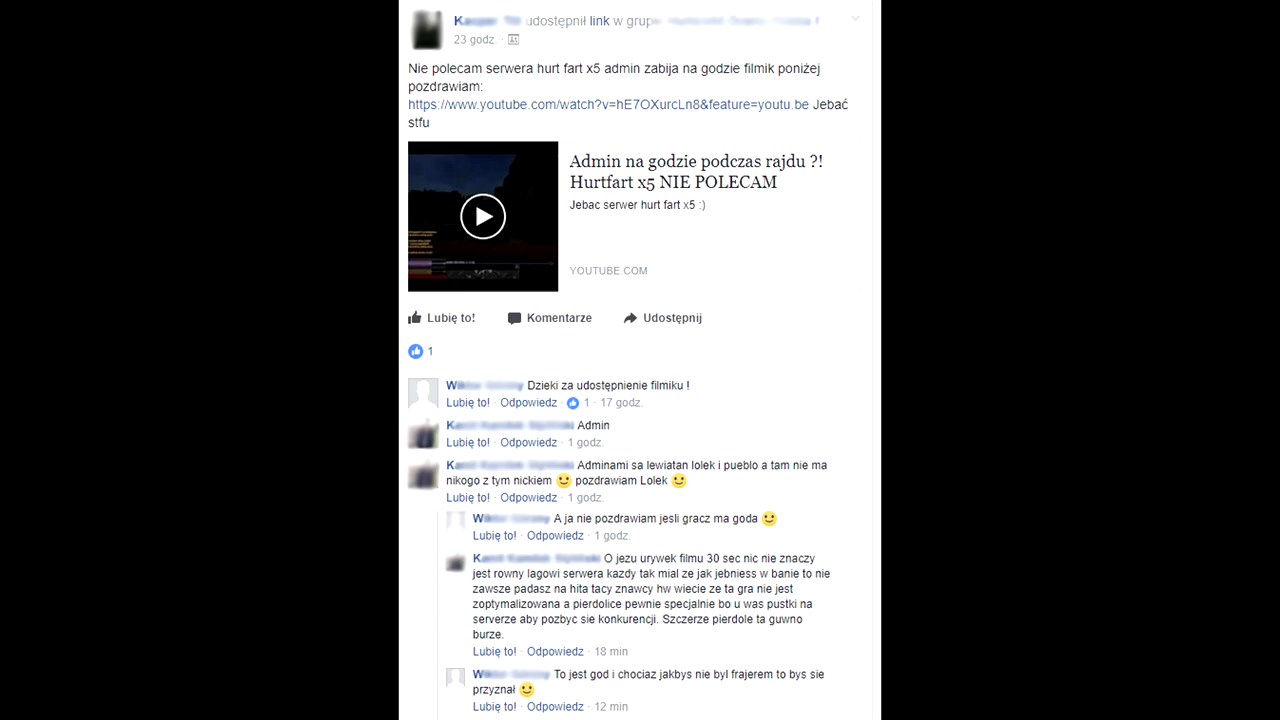 udostępnił link w grupie
23 godz.
Nie polecam serwera hurt fart x5 admin zabija na godzie filmik poniżej
pozdrawiam:
https://www.youtube.com/watch?v=hE7OXurcLn8&feature=youtu.be Jebać
stfu
Admin na godzie podczas rajdu ?!
Hurtfart x5 NIE POLECAM
Jebac serwer hurt fart x5 :)
YOUTUBE.COM
Lubię to! Komentarze Udostępnij
1
Dzieki za udostępnienie filmiku !
Lubię to! · Odpowiedz · 1 · 17 godz.
Admin
Lubię to! · Odpowiedz · 1 godz.
Adminami sa lewiatan lolek i pueblo a tam nie ma
nikogo z tym nickiem 🙂 pozdrawiam Lolek 🙂
Lubię to! · Odpowiedz · 1 godz.
A ja nie pozdrawiam jesli gracz ma goda 🙂
Lubię to! · Odpowiedz · 1 godz.
O jezu urywek filmu 30 sec nic nie znaczy
jest rowny lagowi serwera kazdy tak mial ze jak jebniess w banie to nie
zawsze padasz na hita tacy znawcy hw wiecie ze ta gra nie jest
zoptymalizowana a pierdolice pewnie specjalnie bo u was pustki na
serverze aby pozbyc sie konkurencji. Szczerze pierdole ta guwno
burze.
Lubię to! · Odpowiedz · 18 min
To jest god i chociaz jakbys nie byl frajerem to bys sie
przyznał 🙂
Lubię to! · Odpowiedz · 12 min